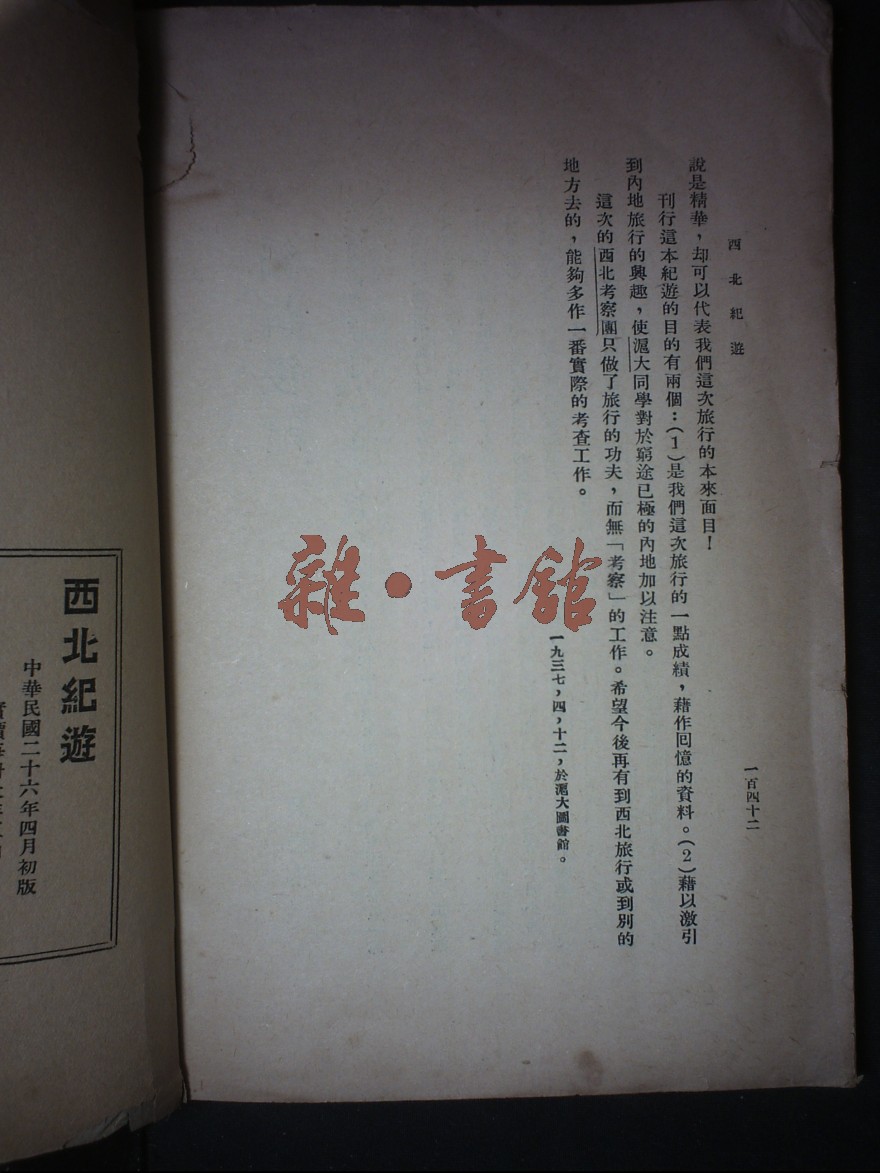 西北紀遊
一百四十二
說是精華，却可以代表我們這次旅行的本來面目！
刊行這本紀遊的目的有兩個：（1）是我們這次旅行的一點成績，藉作回憶的資料。（2）藉以激引
到內地旅行的興趣，使滬大同學對於窮途已極的內地加以注意。
這次的西北考察團只做了旅行的功夫，而無「考察」的工作。希望今後再有到西北旅行或到別的
地方去的，能夠多作一番實際的考查工作。
一九三七，四，十二，於滬大圖書館。
雜·書館
西北紀遊
中華民國二十六年四月初版